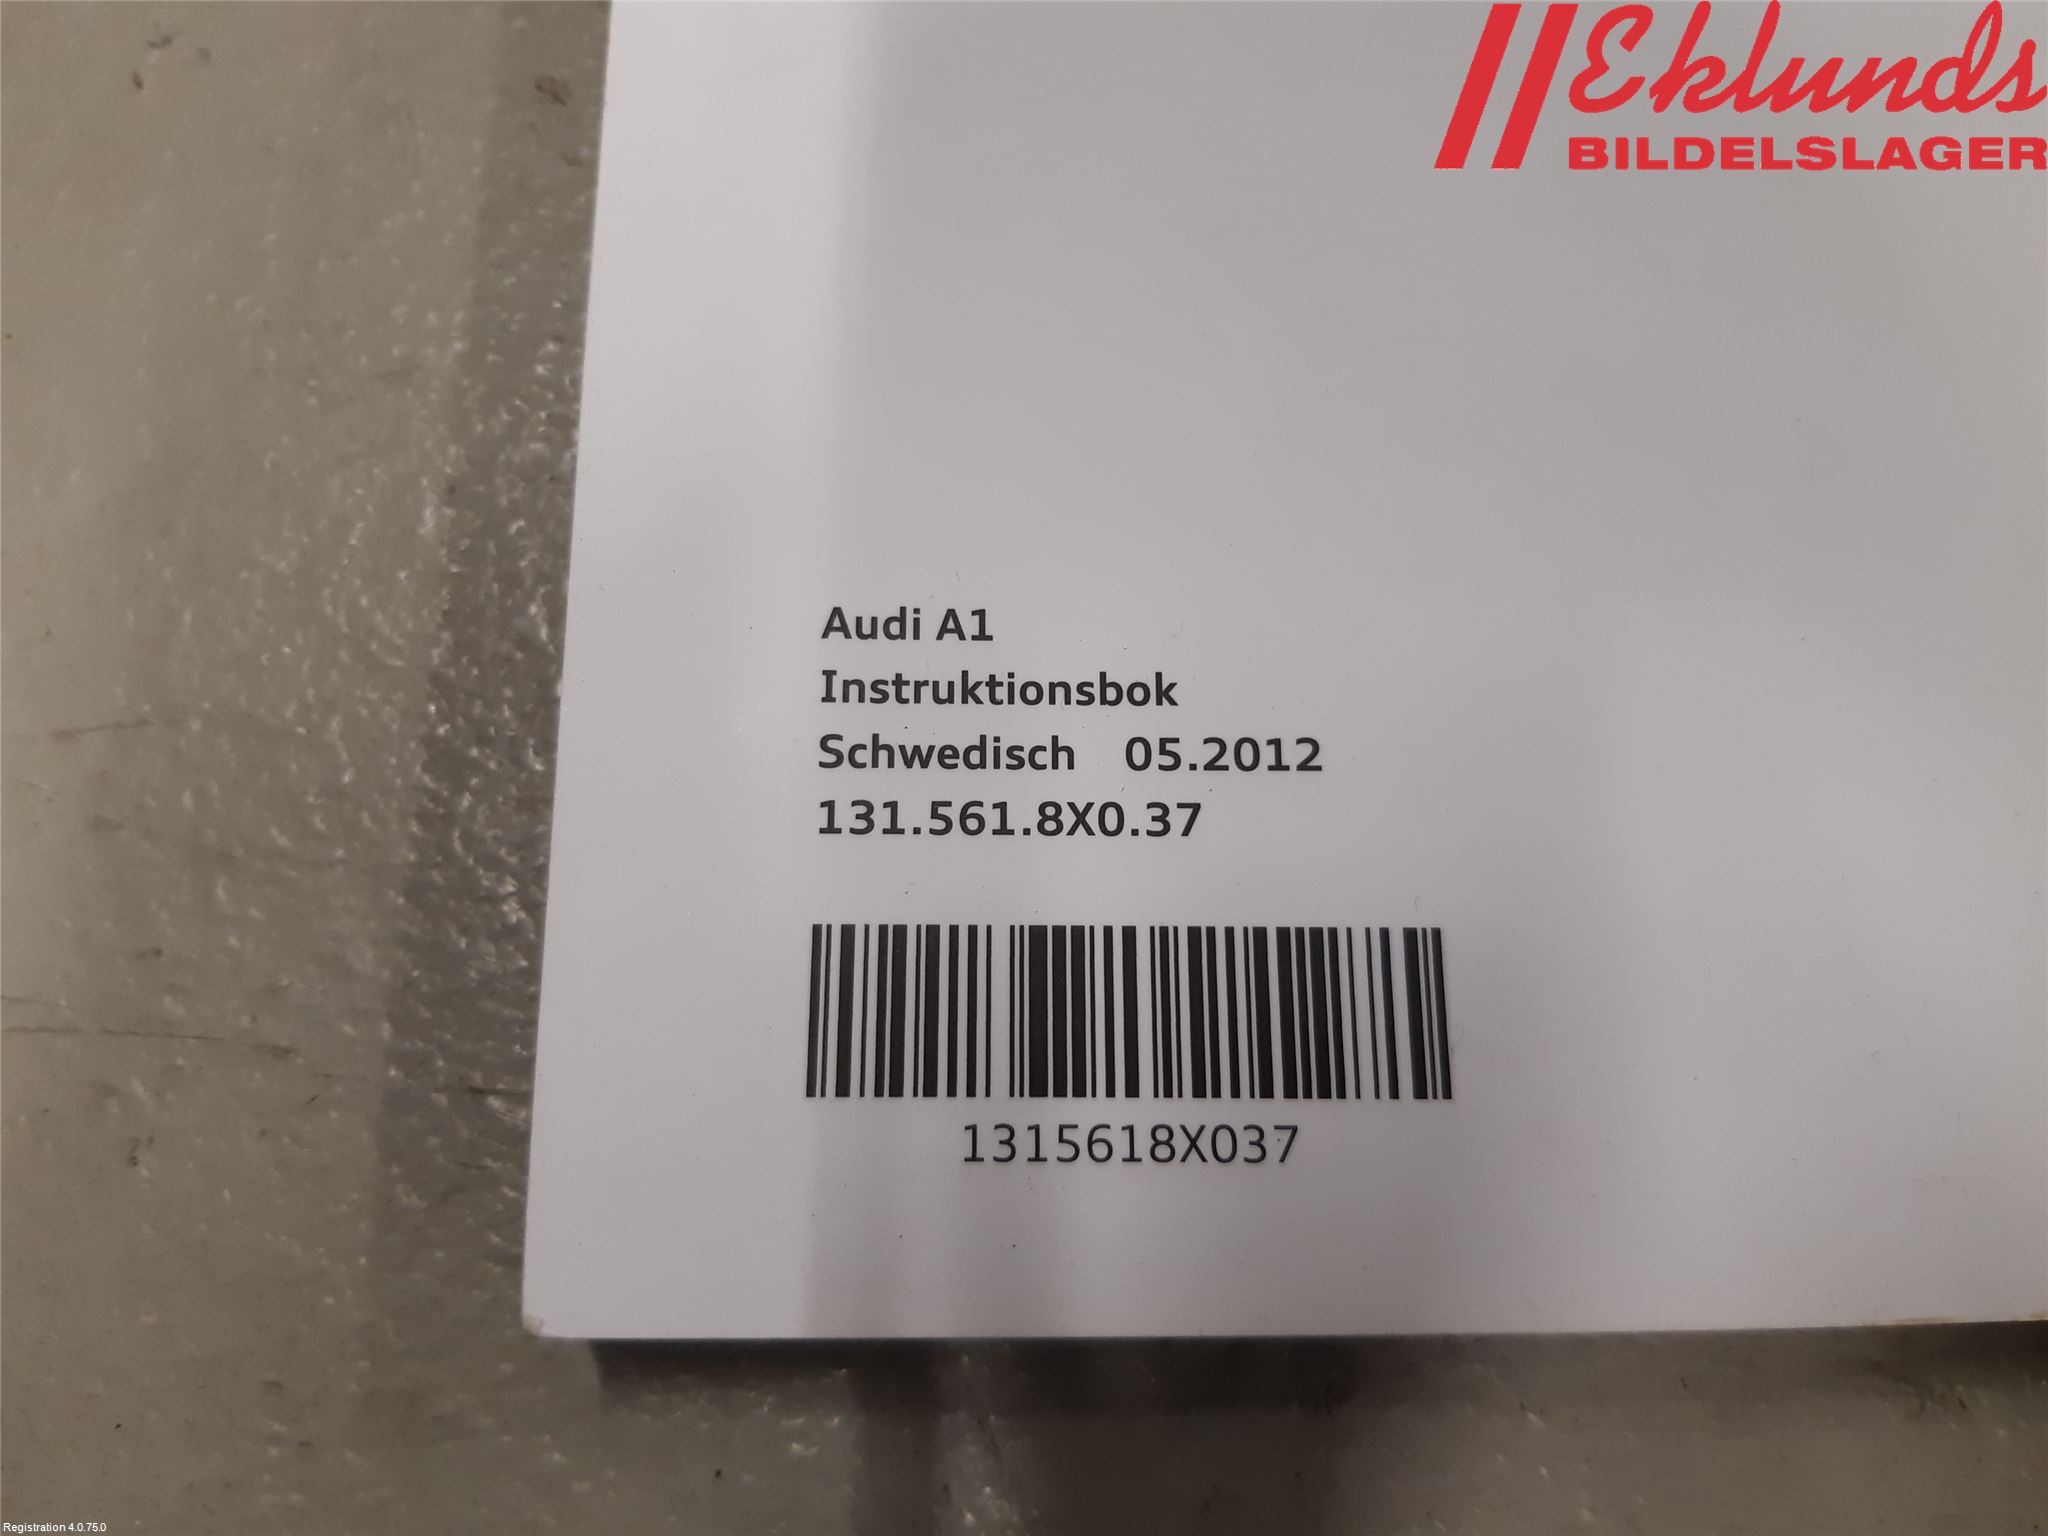 Eklunds
BILDELSLAGER
Audi A1
Instruktionsbok
Schwedisch 05.2012
131.561.8X0.37
1315618X037
Registration 4.0.75.0